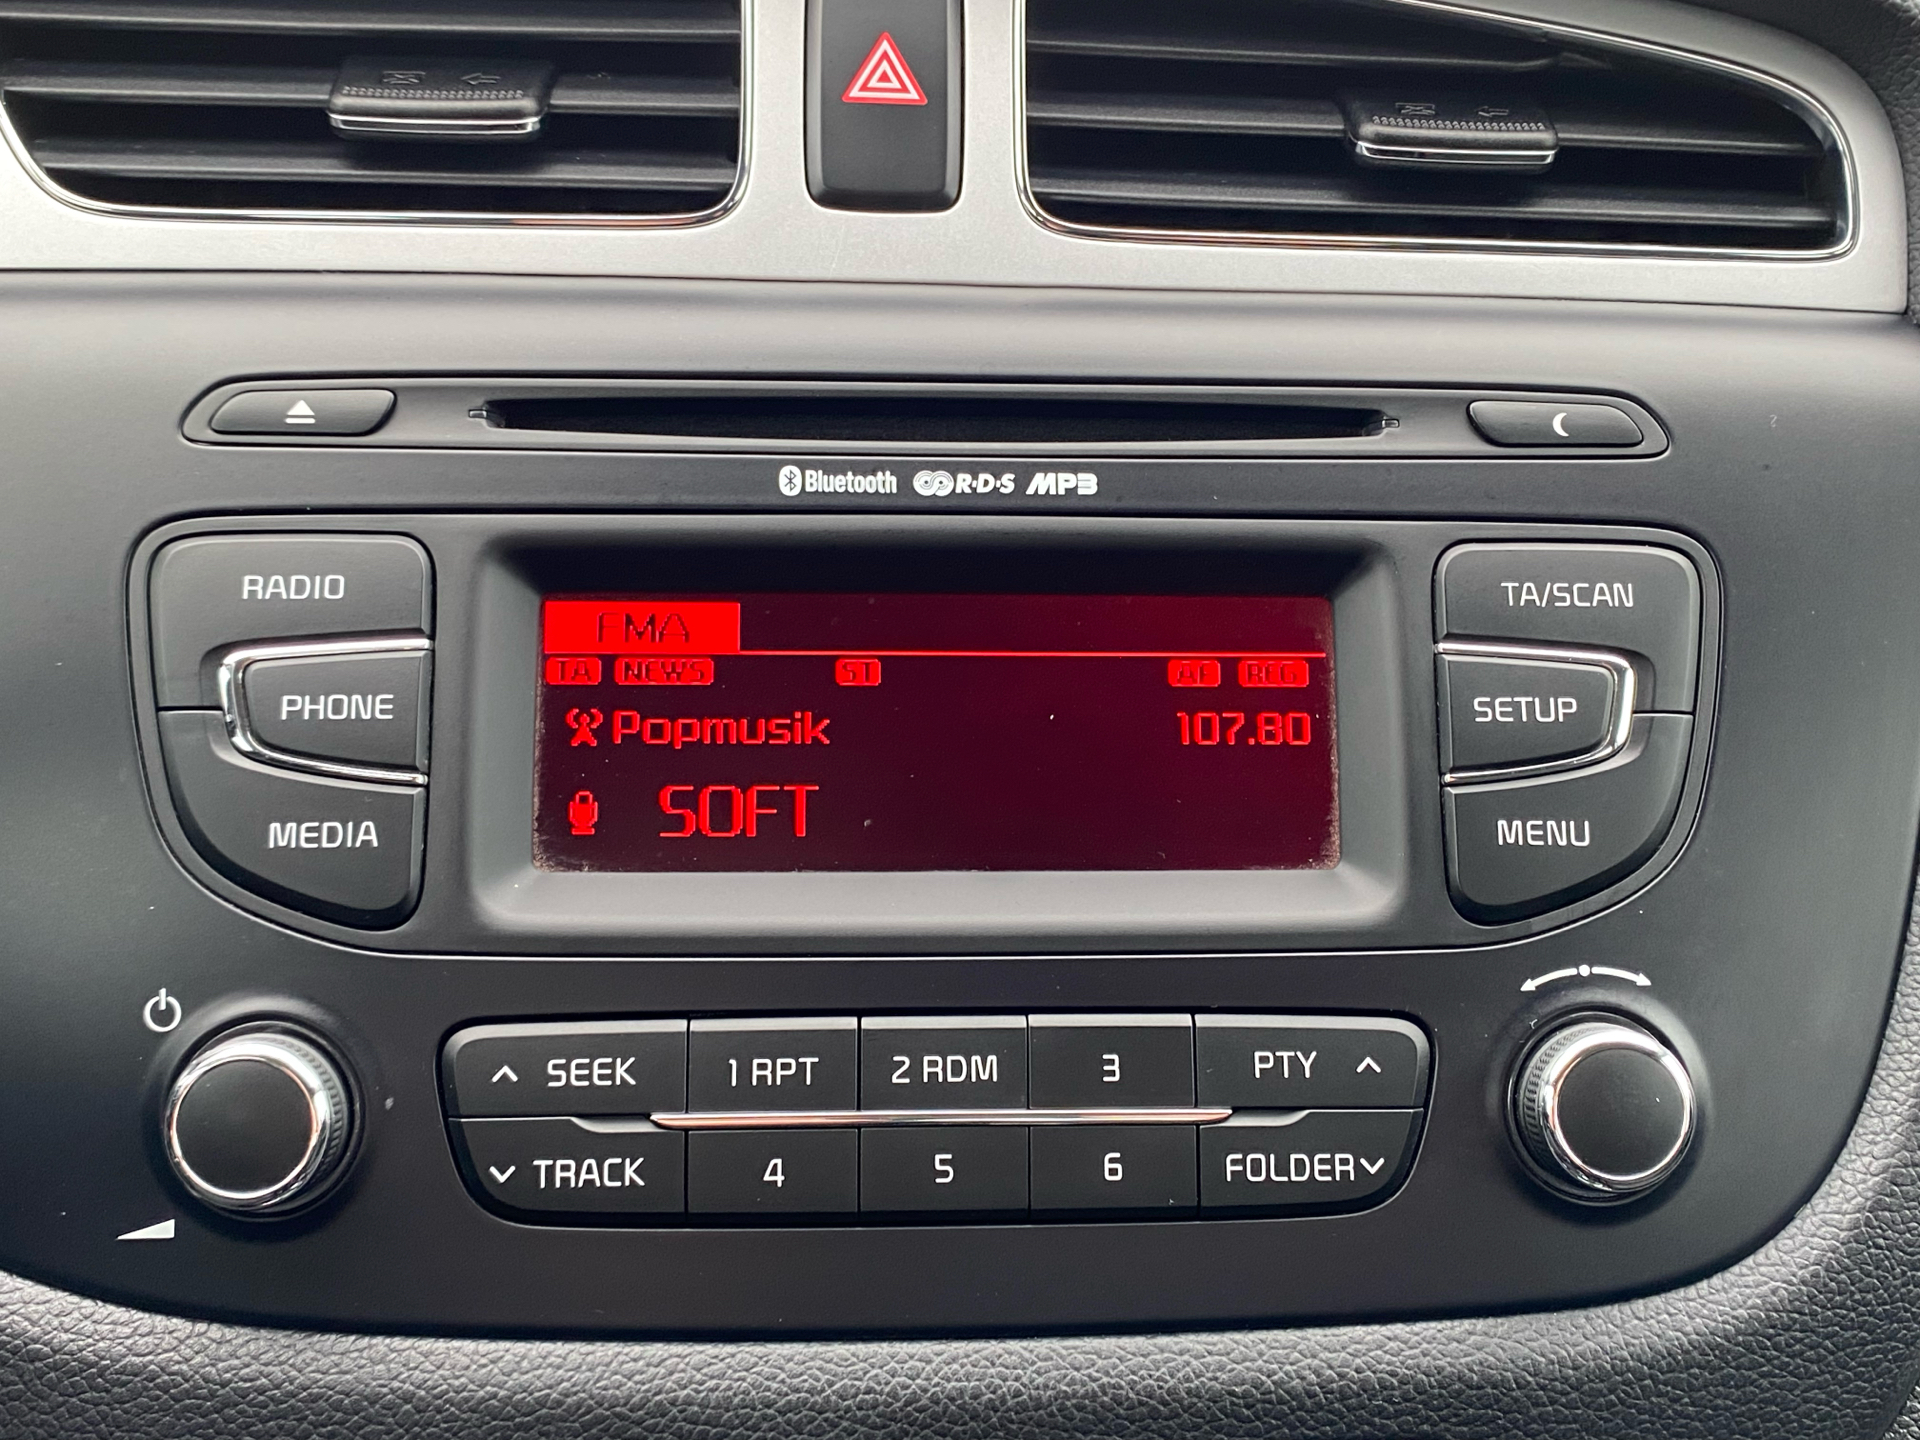 Bluetooth R·D·S MP3
RADIO
PHONE
MEDIA
FMA
TA NEWS ST AF REG
Popmusik 107.80
SOFT
TA/SCAN
SETUP
MENU
SEEK 1 RPT 2 RDM 3 PTY
TRACK 4 5 6 FOLDER